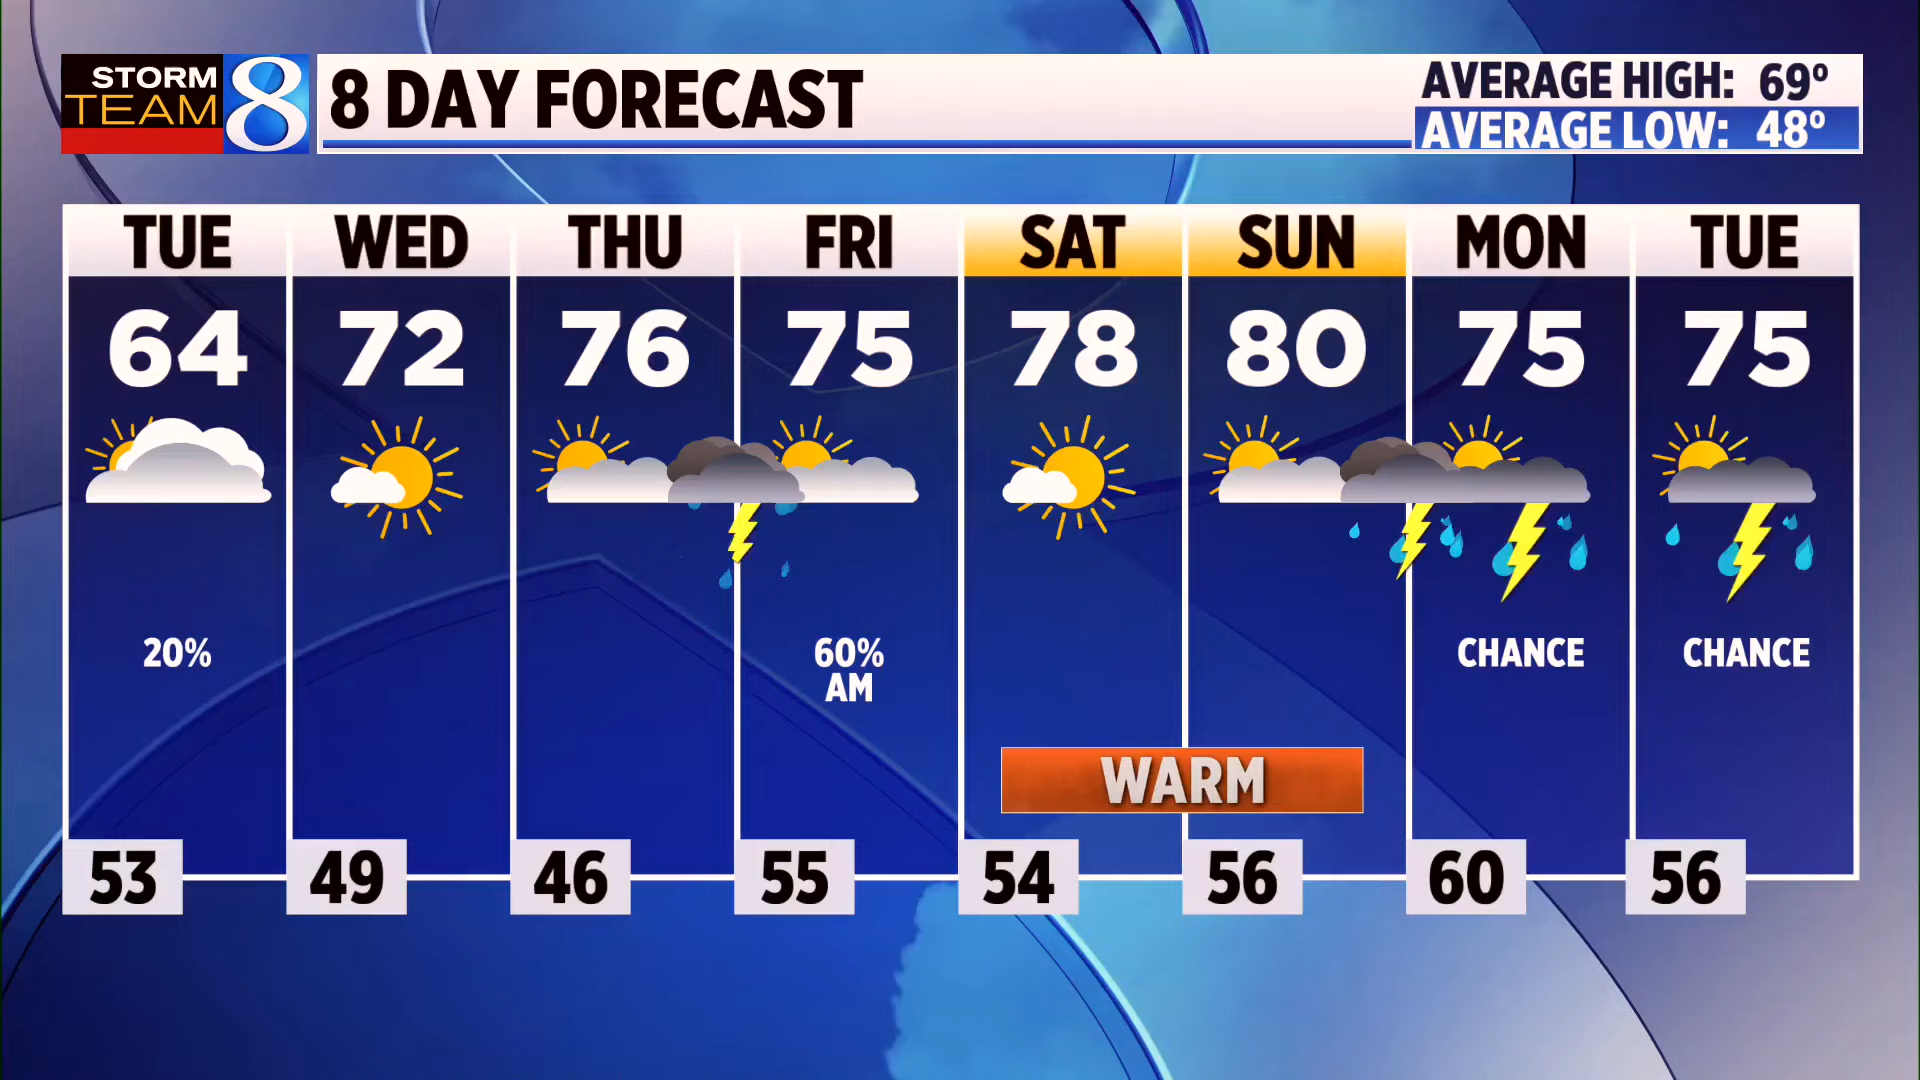 STORM
TEAM 8
8 DAY FORECAST
AVERAGE HIGH: 69°
AVERAGE LOW: 48°
TUE WED THU FRI SAT SUN MON TUE
64 72 76 75 78 80 75 75
20% 60% CHANCE CHANCE
AM
WARM
53 49 46 55 54 56 60 56